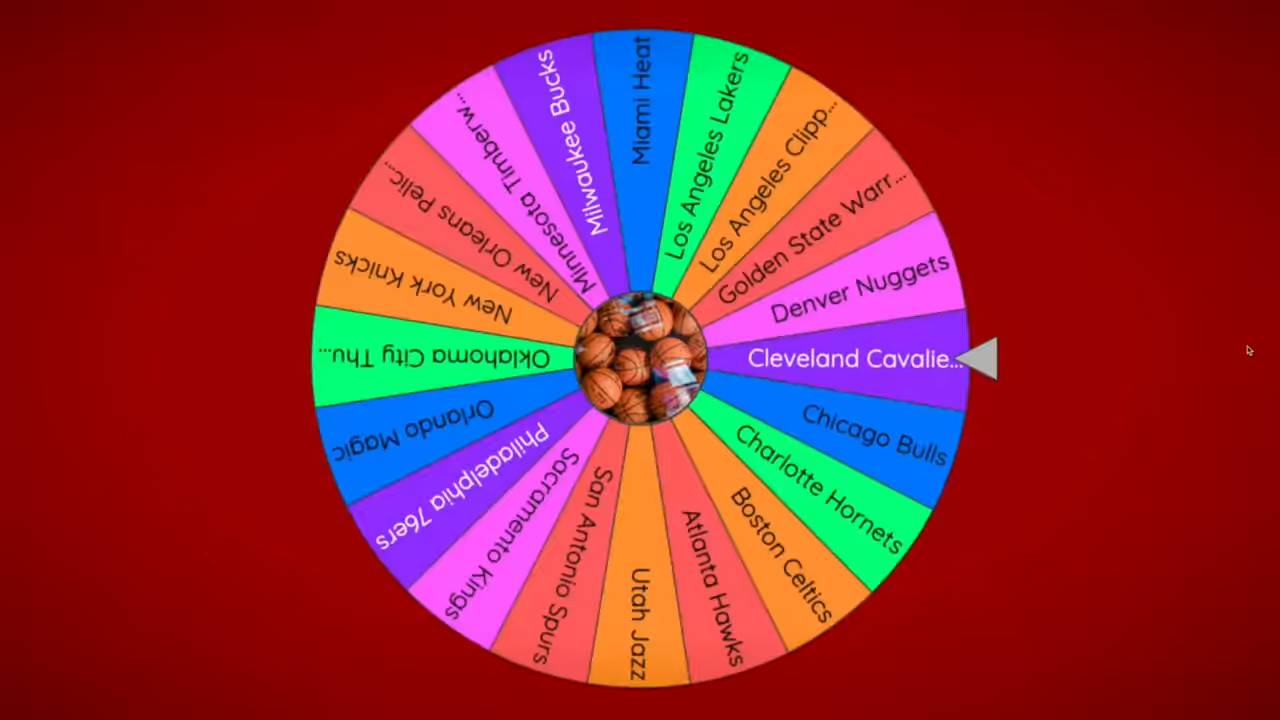 Miami Heat
Los Angeles Lakers
Los Angeles Clipp...
Golden State Warr...
Denver Nuggets
Cleveland Cavalie...
Chicago Bulls
Charlotte Hornets
Boston Celtics
Atlanta Hawks
Utah Jazz
San Antonio Spurs
Sacramento Kings
Philadelphia 76ers
Orlando Magic
Oklahoma City Thu...
New York Knicks
New Orleans Pelic...
Minnesota Timberw...
Milwaukee Bucks